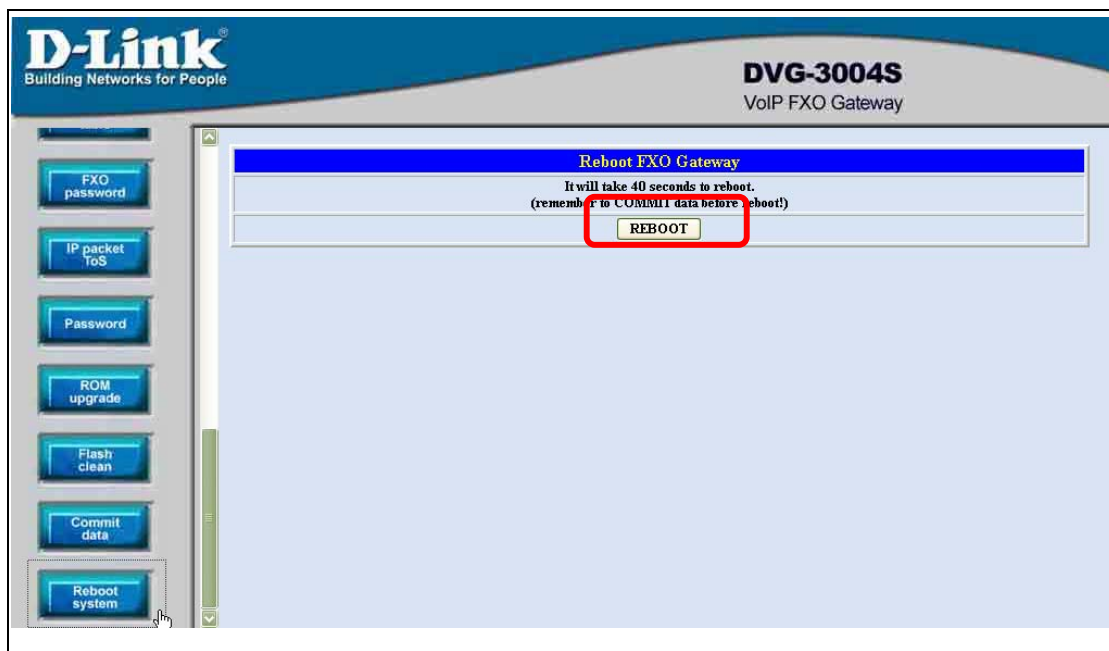 D-Link®
Building Networks for People
DVG-3004S
VoIP FXO Gateway
FXO
password
IP packet
ToS
Password
ROM
upgrade
Flash
clean
Commit
data
Reboot
system
Reboot FXO Gateway
It will take 40 seconds to reboot.
(remember to COMMIT data before reboot!)
REBOOT